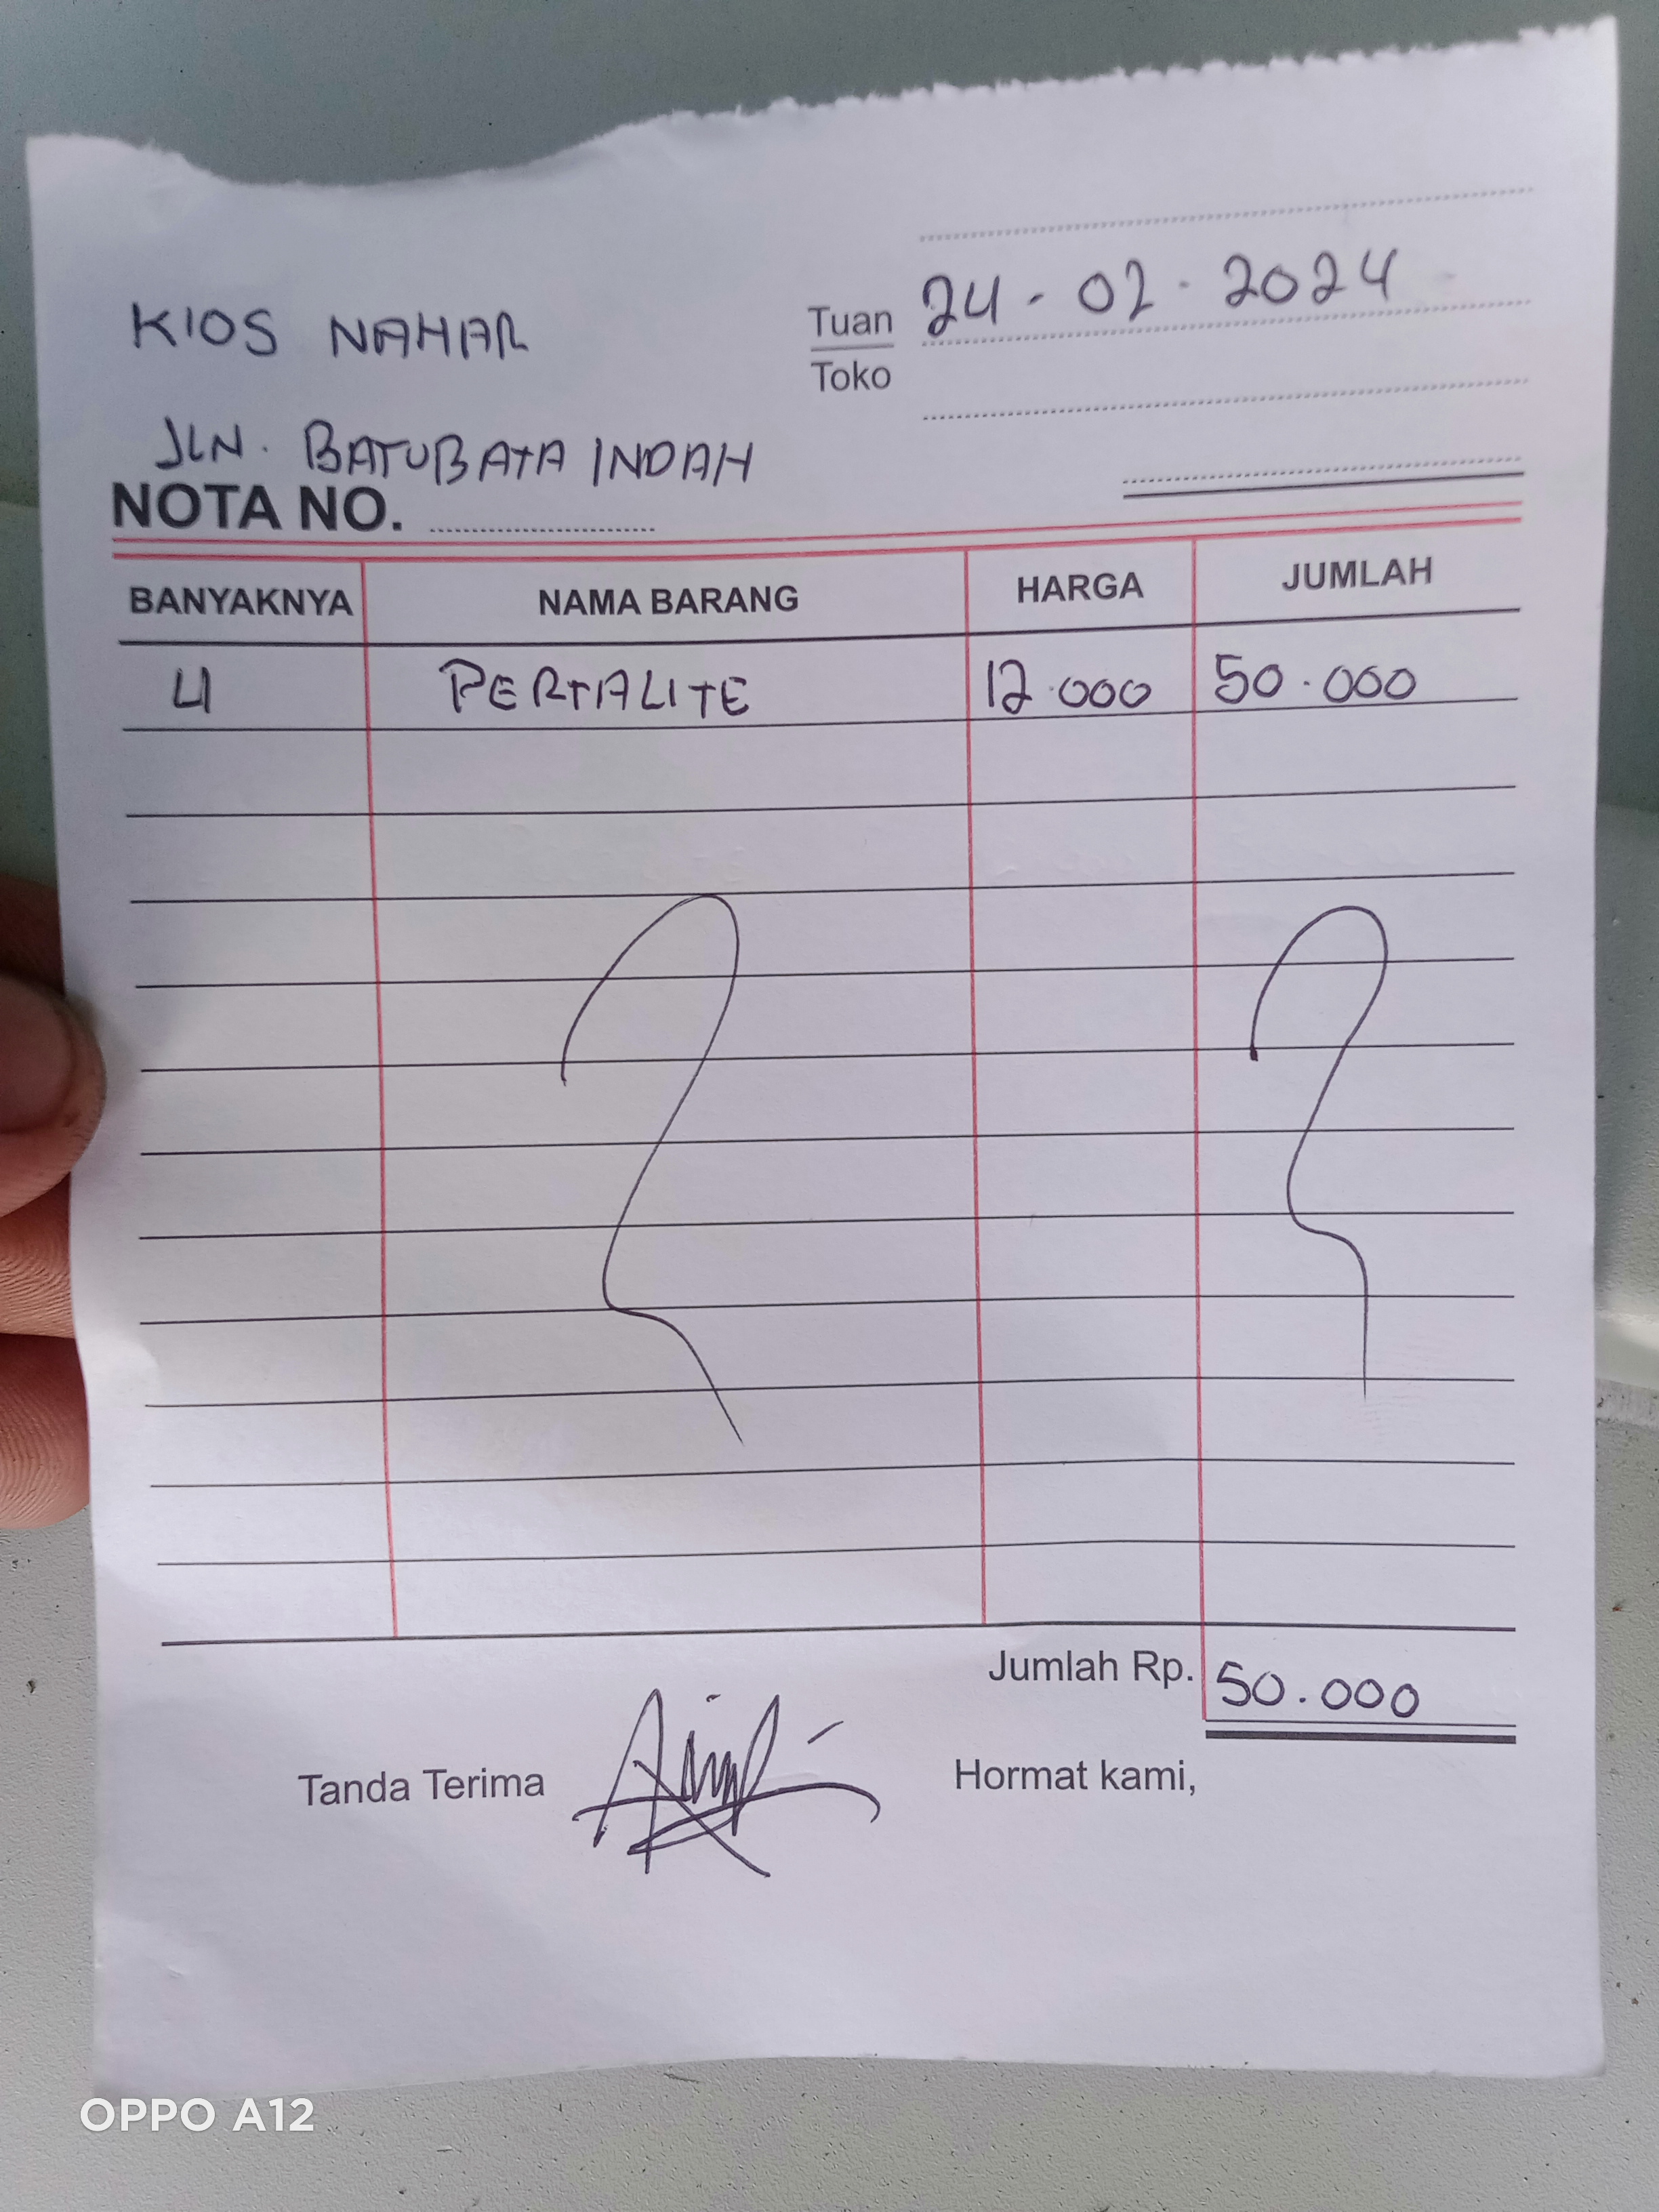 KIOS NAHAR
JLN. BATUBATA INDAH
Tuan 24-02-2024
Toko
NOTA NO.
BANYAKNYA NAMA BARANG HARGA JUMLAH
4 PERTALITE 12.000 50.000
Jumlah Rp. 50.000
Tanda Terima Hormat kami,
OPPO A12